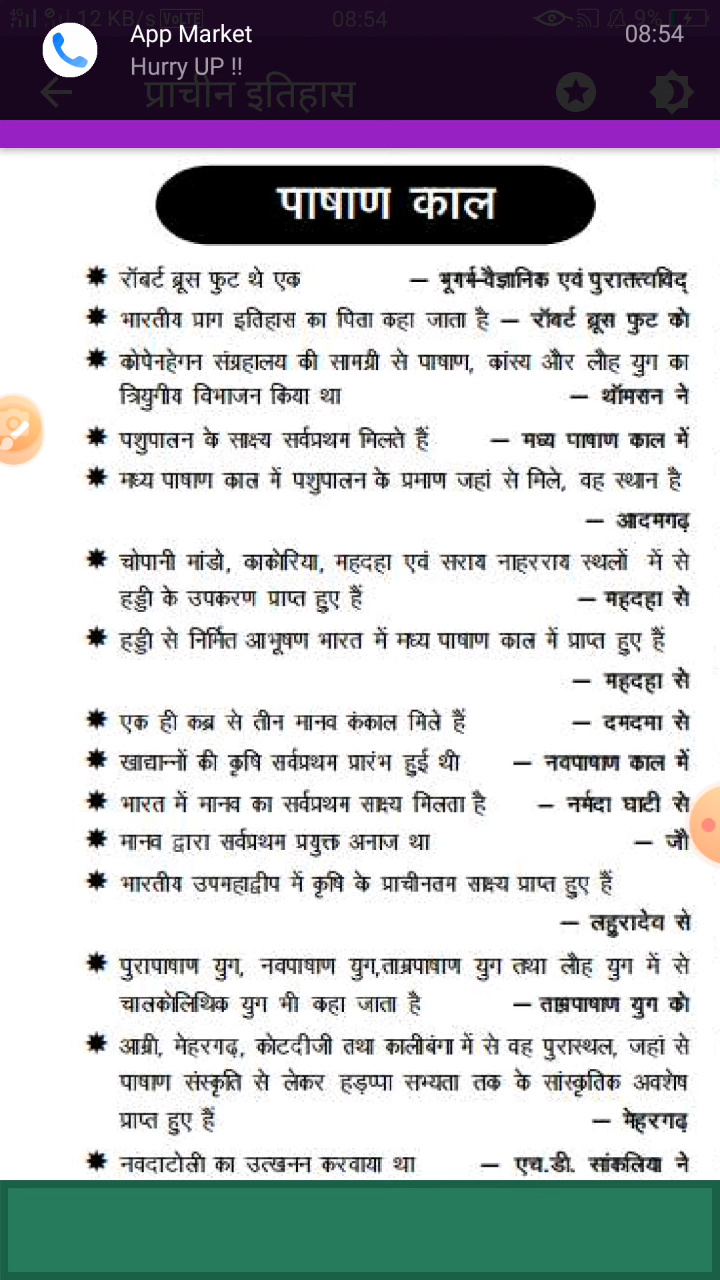 12 KB/s VoLTE 08:54 9%
App Market 08:54
Hurry UP !!
प्राचीन इतिहास
पाषाण काल
✷ रॉबर्ट ब्रूस फुट थे एक — भूगर्भ-वैज्ञानिक एवं पुरातत्त्वविद्
✷ भारतीय प्राग इतिहास का पिता कहा जाता है — रॉबर्ट ब्रूस फुट को
✷ कोपेनहेगन संग्रहालय की सामग्री से पाषाण, कांस्य और लौह युग का
त्रियुगीय विभाजन किया था — थॉमसन ने
✷ पशुपालन के साक्ष्य सर्वप्रथम मिलते हैं — मध्य पाषाण काल में
✷ मध्य पाषाण काल में पशुपालन के प्रमाण जहां से मिले, वह स्थान है
— आदमगढ़
✷ चोपानी मांडो, काकोरिया, महदहा एवं सराय नाहरराय स्थलों में से
हड्डी के उपकरण प्राप्त हुए हैं — महदहा से
✷ हड्डी से निर्मित आभूषण भारत में मध्य पाषाण काल में प्राप्त हुए हैं
— महदहा से
✷ एक ही कब्र से तीन मानव कंकाल मिले हैं — दमदमा से
✷ खाद्यान्नों की कृषि सर्वप्रथम प्रारंभ हुई थी — नवपाषाण काल में
✷ भारत में मानव का सर्वप्रथम साक्ष्य मिलता है — नर्मदा घाटी से
✷ मानव द्वारा सर्वप्रथम प्रयुक्त अनाज था — जौ
✷ भारतीय उपमहाद्वीप में कृषि के प्राचीनतम साक्ष्य प्राप्त हुए हैं
— लहुरादेव से
✷ पुरापाषाण युग, नवपाषाण युग,ताम्रपाषाण युग तथा लौह युग में से
चालकोलिथिक युग भी कहा जाता है — ताम्रपाषाण युग को
✷ आम्री, मेहरगढ़, कोटदीजी तथा कालीबंगा में से वह पुरास्थल, जहां से
पाषाण संस्कृति से लेकर हड़प्पा सभ्यता तक के सांस्कृतिक अवशेष
प्राप्त हुए हैं — मेहरगढ़
✷ नवदाटोली का उत्खनन करवाया था — एच.डी. सांकलिया ने